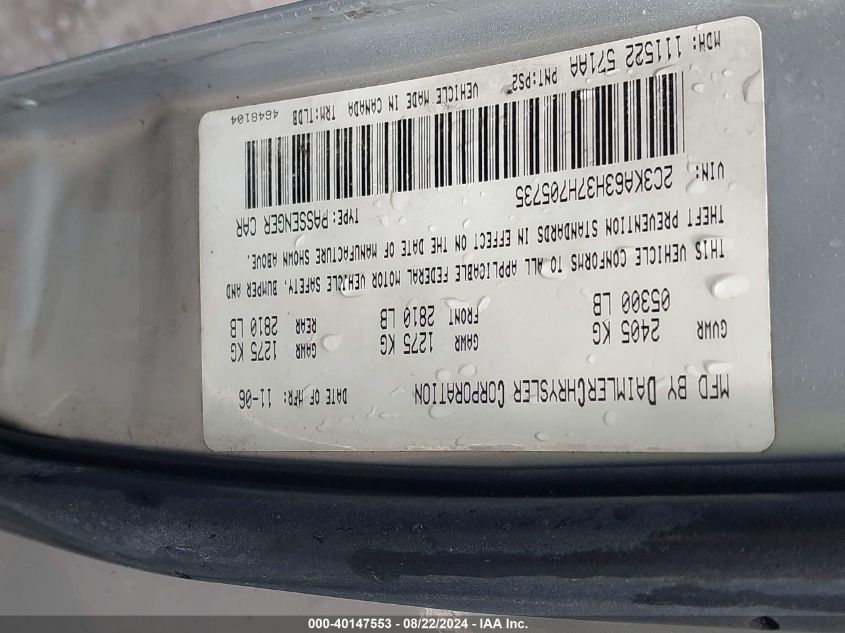 MFD BY DAIMLERCHRYSLER CORPORATION DATE OF MFR: 11-06
GVWR GAWR FRONT GAWR REAR
2405 KG 1275 KG 1275 KG
05300 LB 2810 LB 2810 LB
THIS VEHICLE CONFORMS TO ALL APPLICABLE FEDERAL MOTOR VEHICLE SAFETY, BUMPER AND
THEFT PREVENTION STANDARDS IN EFFECT ON THE DATE OF MANUFACTURE SHOWN ABOVE.
VIN: 2C3KA63H37H705735 TYPE: PASSENGER CAR
VEHICLE MADE IN CANADA
MDH: 111522 571AA PNT:PS2 TRM:TLDB 4648104
000-40147553 - 08/22/2024 - IAA Inc.